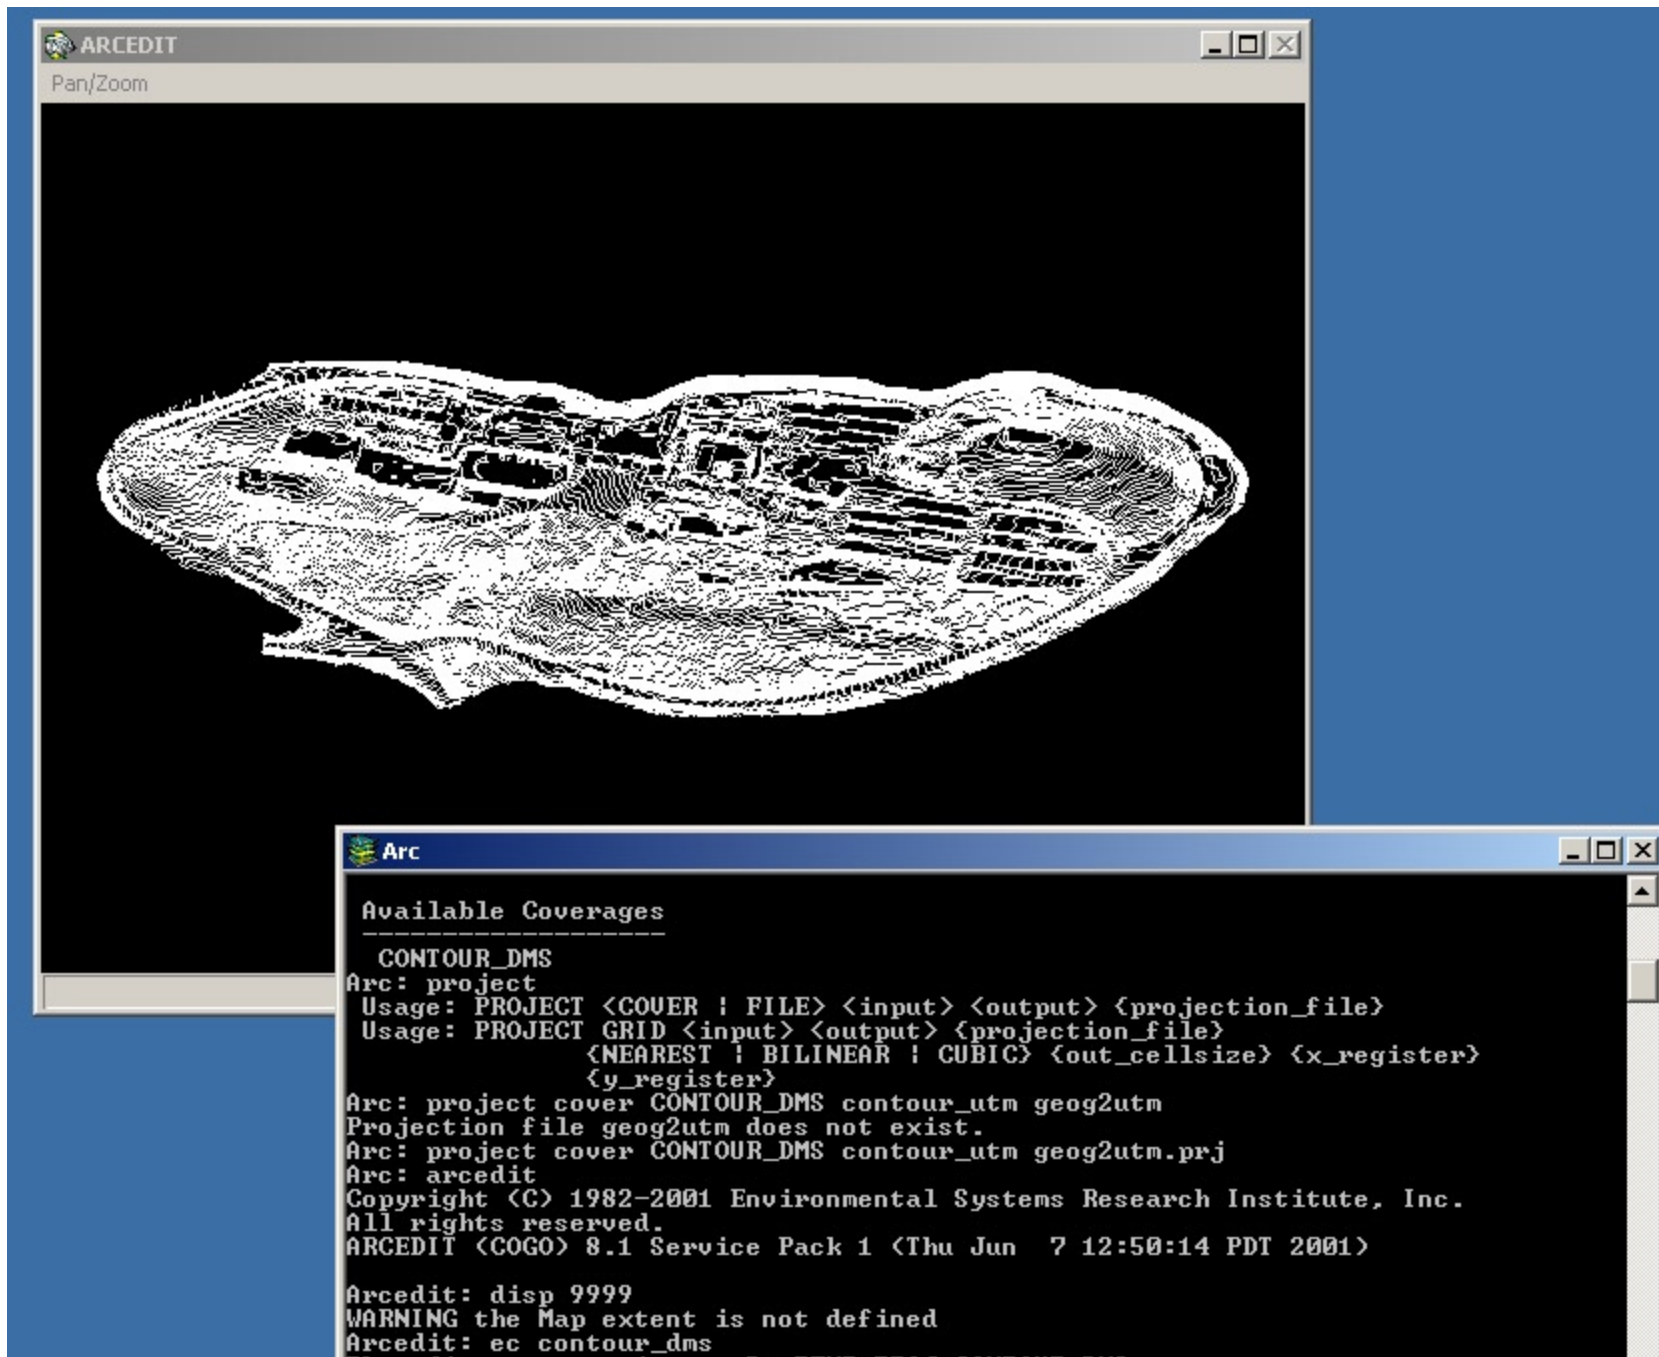 ARCEDIT
Pan/Zoom
Arc
Available Coverages
-------------------
CONTOUR_DMS
Arc: project
Usage: PROJECT <COVER | FILE> <input> <output> {projection_file}
Usage: PROJECT GRID <input> <output> {projection_file}
{NEAREST | BILINEAR | CUBIC} {out_cellsize} {x_register}
{y_register}
Arc: project cover CONTOUR_DMS contour_utm geog2utm
Projection file geog2utm does not exist.
Arc: project cover CONTOUR_DMS contour_utm geog2utm.prj
Arc: arcedit
Copyright (C) 1982-2001 Environmental Systems Research Institute, Inc.
All rights reserved.
ARCEDIT (COGO) 8.1 Service Pack 1 (Thu Jun  7 12:50:14 PDT 2001)
Arcedit: disp 9999
WARNING the Map extent is not defined
Arcedit: ec contour_dms